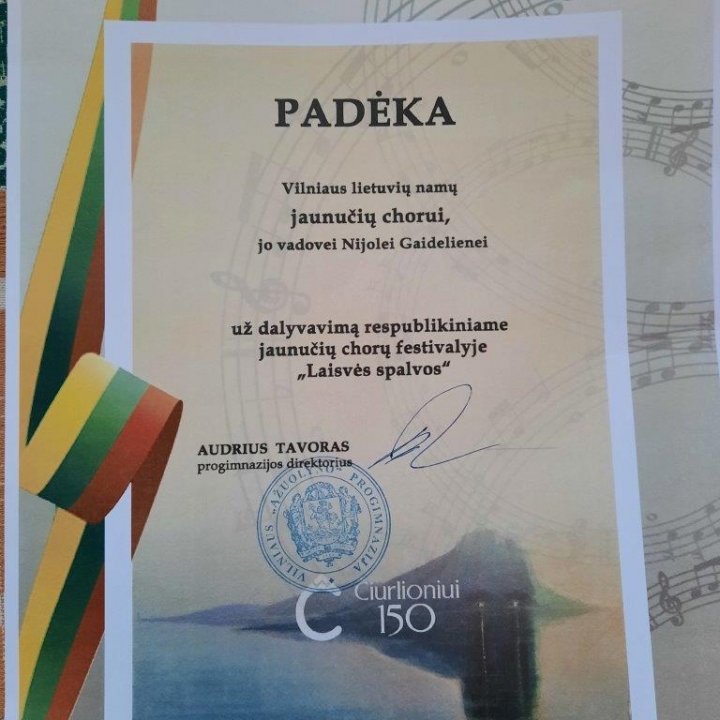 PADĖKA
Vilniaus lietuvių namų
jaunučių chorui,
jo vadovei Nijolei Gaidelienei
už dalyvavimą respublikiniame
jaunučių chorų festivalyje
„Laisvės spalvos“
AUDRIUS TAVORAS
progimnazijos direktorius
VILNIAUS „ĄŽUOLYNO“ PROGIMNAZIJA
Č Čiurlioniui
150